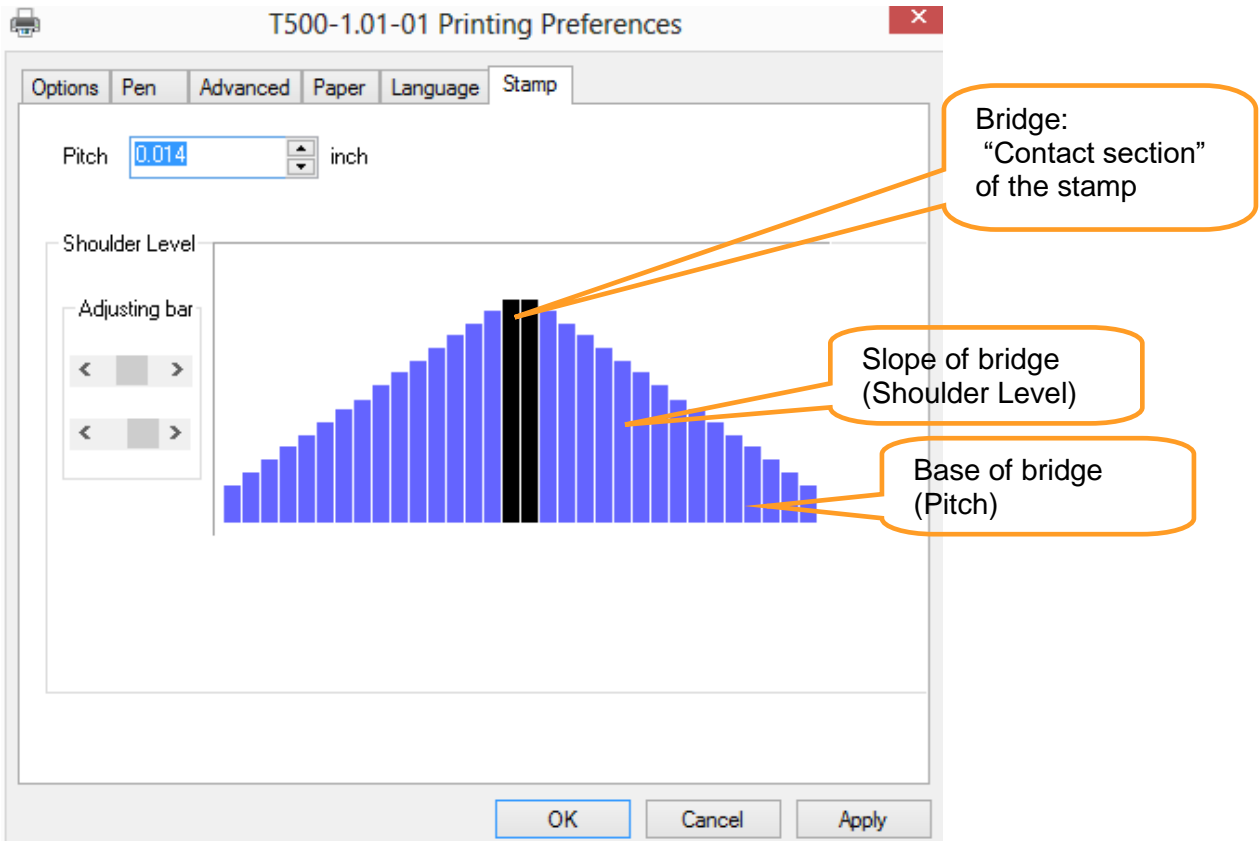 T500-1.01-01 Printing Preferences
Options Pen Advanced Paper Language Stamp
Pitch 0.014 inch
Shoulder Level
Adjusting bar
Bridge:
“Contact section”
of the stamp
Slope of bridge
(Shoulder Level)
Base of bridge
(Pitch)
OK Cancel Apply